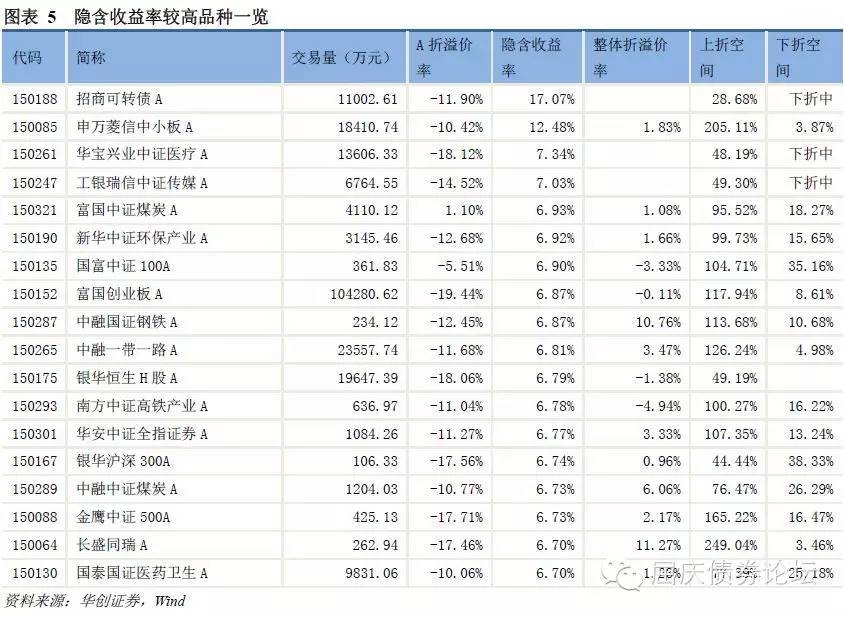 图表 5 隐含收益率较高品种一览
代码 简称 交易量（万元） A 折溢价率 隐含收益率 整体折溢价率 上折空间 下折空间
150188 招商可转债 A 11002.61 -11.90% 17.07% 28.68% 下折中
150085 申万菱信中小板 A 18410.74 -10.42% 12.48% 1.83% 205.11% 3.87%
150261 华宝兴业中证医疗 A 13606.33 -18.12% 7.34% 48.19% 下折中
150247 工银瑞信中证传媒 A 6764.55 -14.52% 7.03% 49.30% 下折中
150321 富国中证煤炭 A 4110.12 1.10% 6.93% 1.08% 95.52% 18.27%
150190 新华中证环保产业 A 3145.46 -12.68% 6.92% 1.66% 99.73% 15.65%
150135 国富中证 100A 361.83 -5.51% 6.90% -3.33% 104.71% 35.16%
150152 富国创业板 A 104280.62 -19.44% 6.87% -0.11% 117.94% 8.61%
150287 中融国证钢铁 A 234.12 -12.45% 6.87% 10.76% 113.68% 10.68%
150265 中融一带一路 A 23557.74 -11.68% 6.81% 3.47% 126.24% 4.98%
150175 银华恒生 H 股 A 19647.39 -18.06% 6.79% -1.38% 49.19%
150293 南方中证高铁产业 A 636.97 -11.04% 6.78% -4.94% 100.27% 16.22%
150301 华安中证全指证券 A 1084.26 -11.27% 6.77% 3.33% 107.35% 13.24%
150167 银华沪深 300A 106.33 -17.56% 6.74% 0.96% 44.44% 38.33%
150289 中融中证煤炭 A 1204.03 -10.77% 6.73% 6.06% 76.47% 26.29%
150088 金鹰中证 500A 425.13 -17.71% 6.73% 2.17% 165.22% 16.47%
150064 长盛同瑞 A 262.94 -17.46% 6.70% 11.27% 249.04% 3.46%
150130 国泰国证医药卫生 A 9831.06 -10.06% 6.70% 25.18%
屈庆债券论坛
资料来源：华创证券，Wind